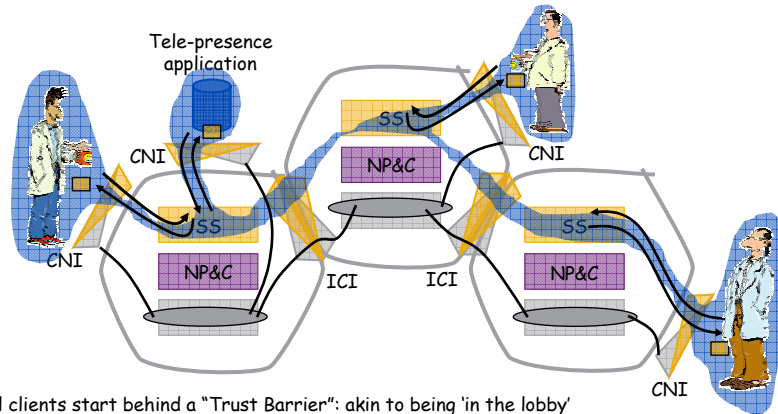 Tele-presence
application
SS
CNI
CNI
NP&C
CNI
SS
SS
CNI
NP&C
ICI
ICI
NP&C
CNI
clients start behind a “Trust Barrier”: akin to being ‘in the lobby’